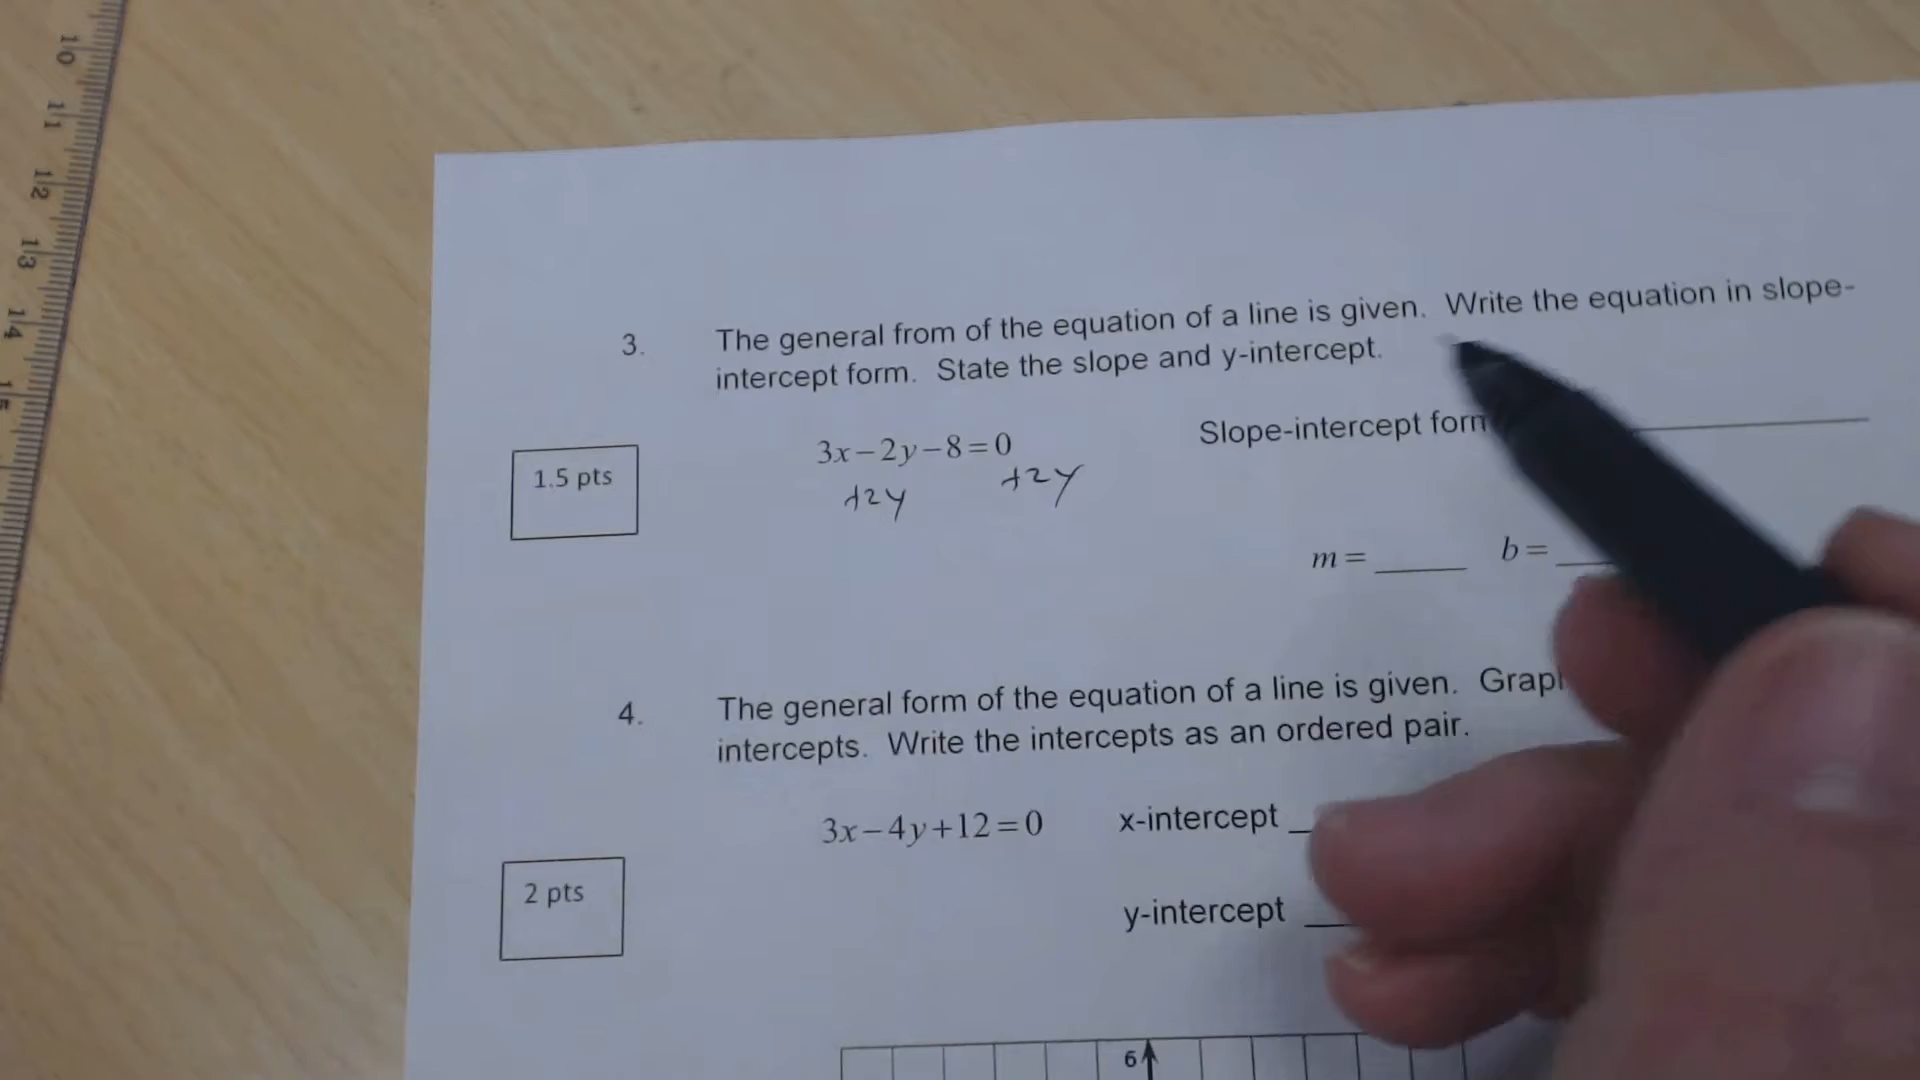 10
11
12
13
14
3. The general from of the equation of a line is given. Write the equation in slope-
intercept form. State the slope and y-intercept.
1.5 pts
3x-2y-8=0 Slope-intercept form
+2y +2y
m= ____ b= __
4. The general form of the equation of a line is given. Grap
intercepts. Write the intercepts as an ordered pair.
3x-4y+12=0 x-intercept _
2 pts
y-intercept __
6